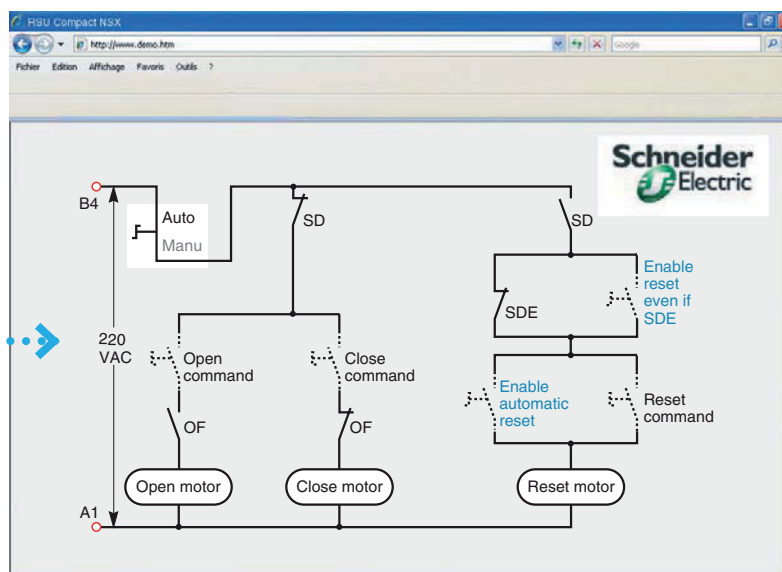 RSU Compact NSX
http://www.demo.htm
Google
Fichier Edition Affichage Favoris Outils ?
Schneider
Electric
B4
Auto
Manu
SD
SD
Enable
reset
even if
SDE
SDE
220
VAC
Open
command
Close
command
Enable
automatic
reset
Reset
command
OF
OF
Open motor
Close motor
Reset motor
A1